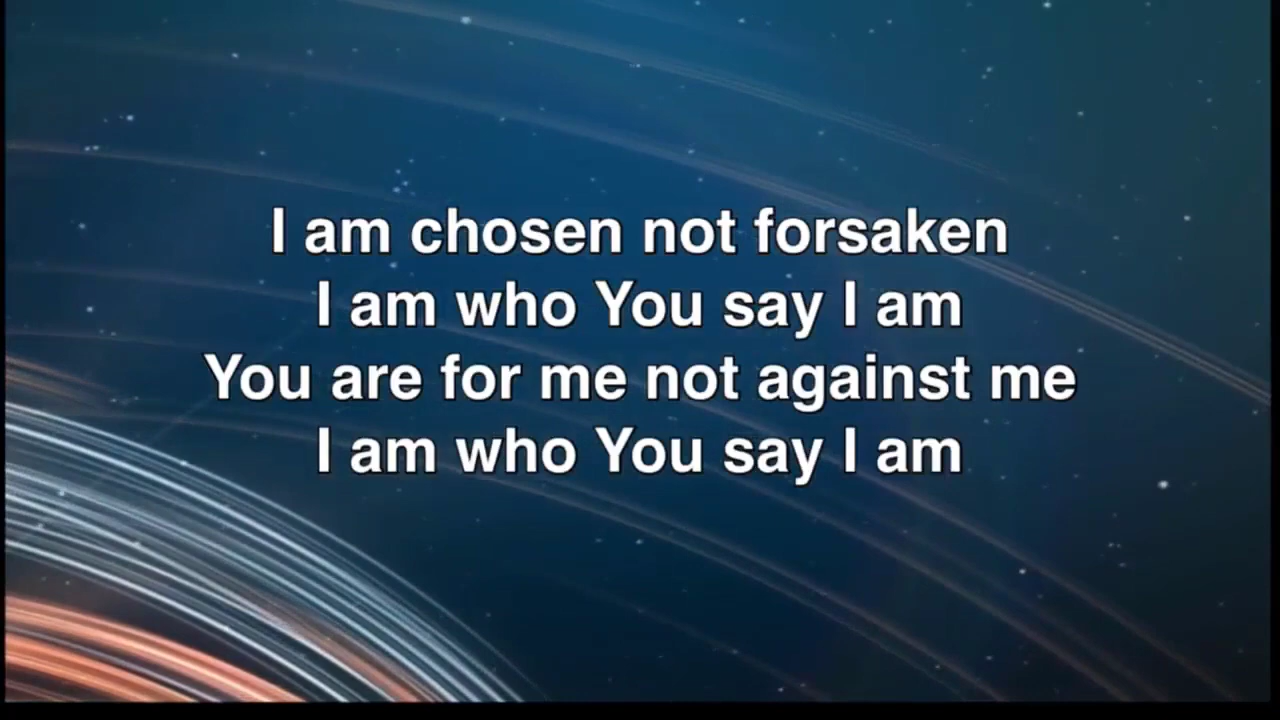 I am chosen not forsaken
I am who You say I am
You are for me not against me
I am who You say I am